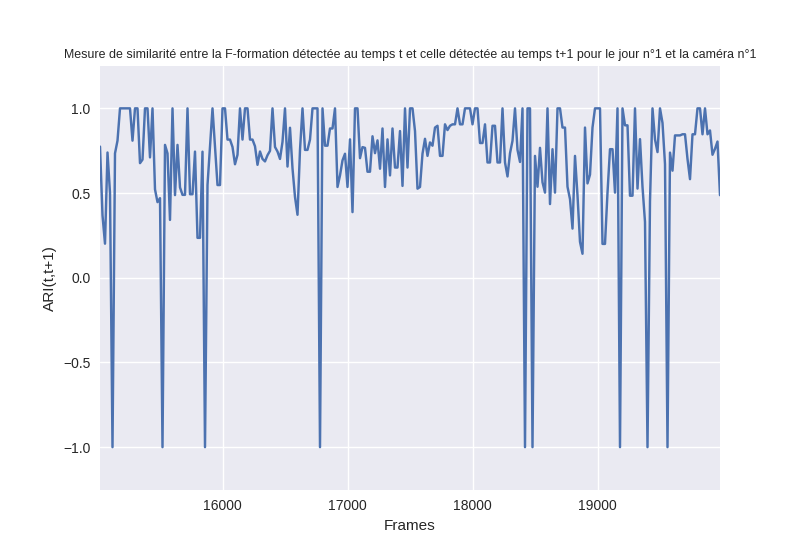 Mesure de similarité entre la F-formation détectée au temps t et celle détectée au temps t+1 pour le jour n°1 et la caméra n°1
1.0
0.5
0.0
−0.5
−1.0
ARI(t,t+1)
16000 17000 18000 19000
Frames